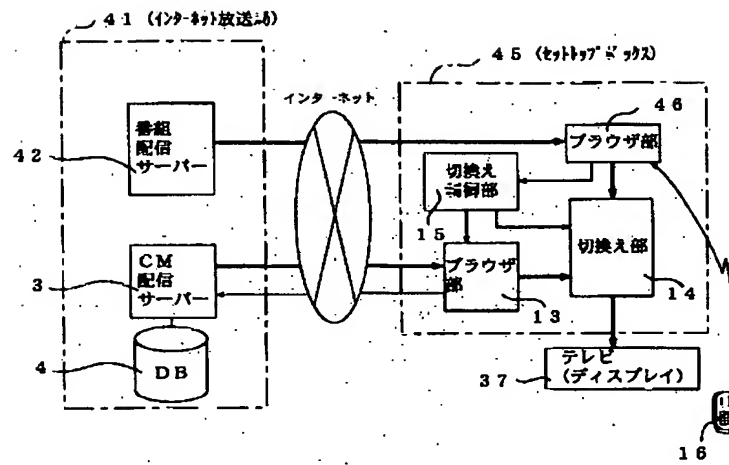 41(インターネット放送局)
番組
配信
サーバー
42
CM
配信
サーバー
3
4
DB
インターネット
45(セットトップボックス)
46
ブラウザ部
切換え
制御部
15
切換え部
14
ブラウザ
部
13
テレビ
(ディスプレイ)
37
16